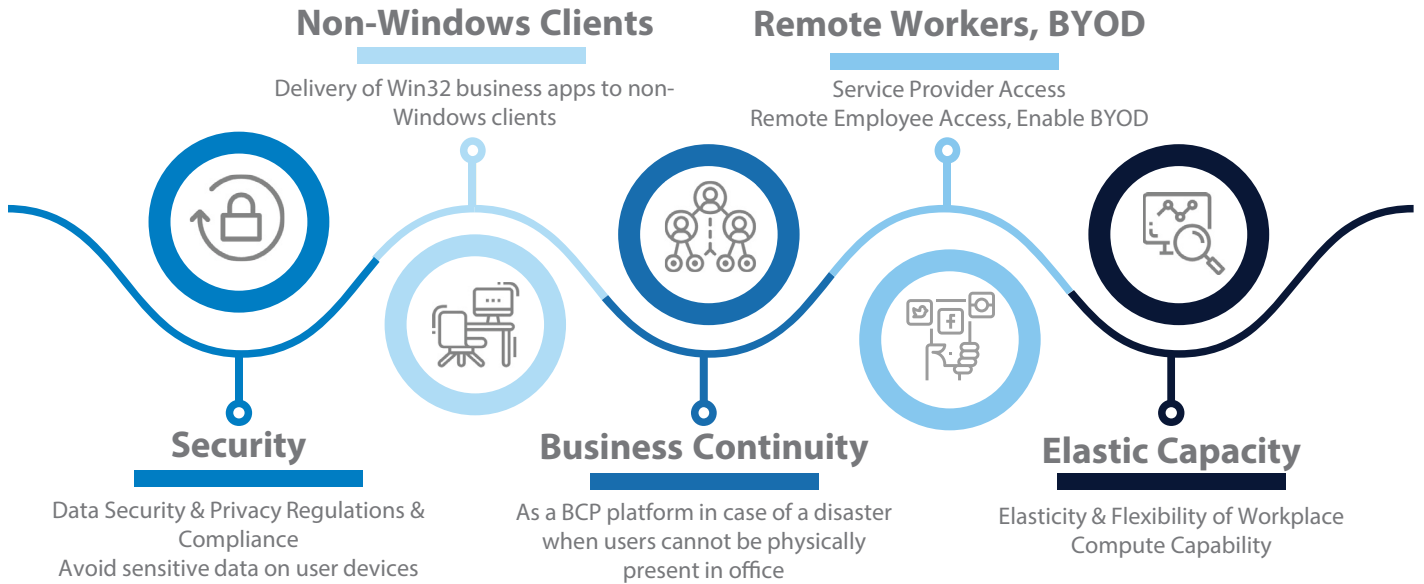 Non-Windows Clients
Delivery of Win32 business apps to non-
Windows clients
Remote Workers, BYOD
Service Provider Access
Remote Employee Access, Enable BYOD
Security
Data Security & Privacy Regulations &
Compliance
Avoid sensitive data on user devices
Business Continuity
As a BCP platform in case of a disaster
when users cannot be physically
present in office
Elastic Capacity
Elasticity & Flexibility of Workplace
Compute Capability